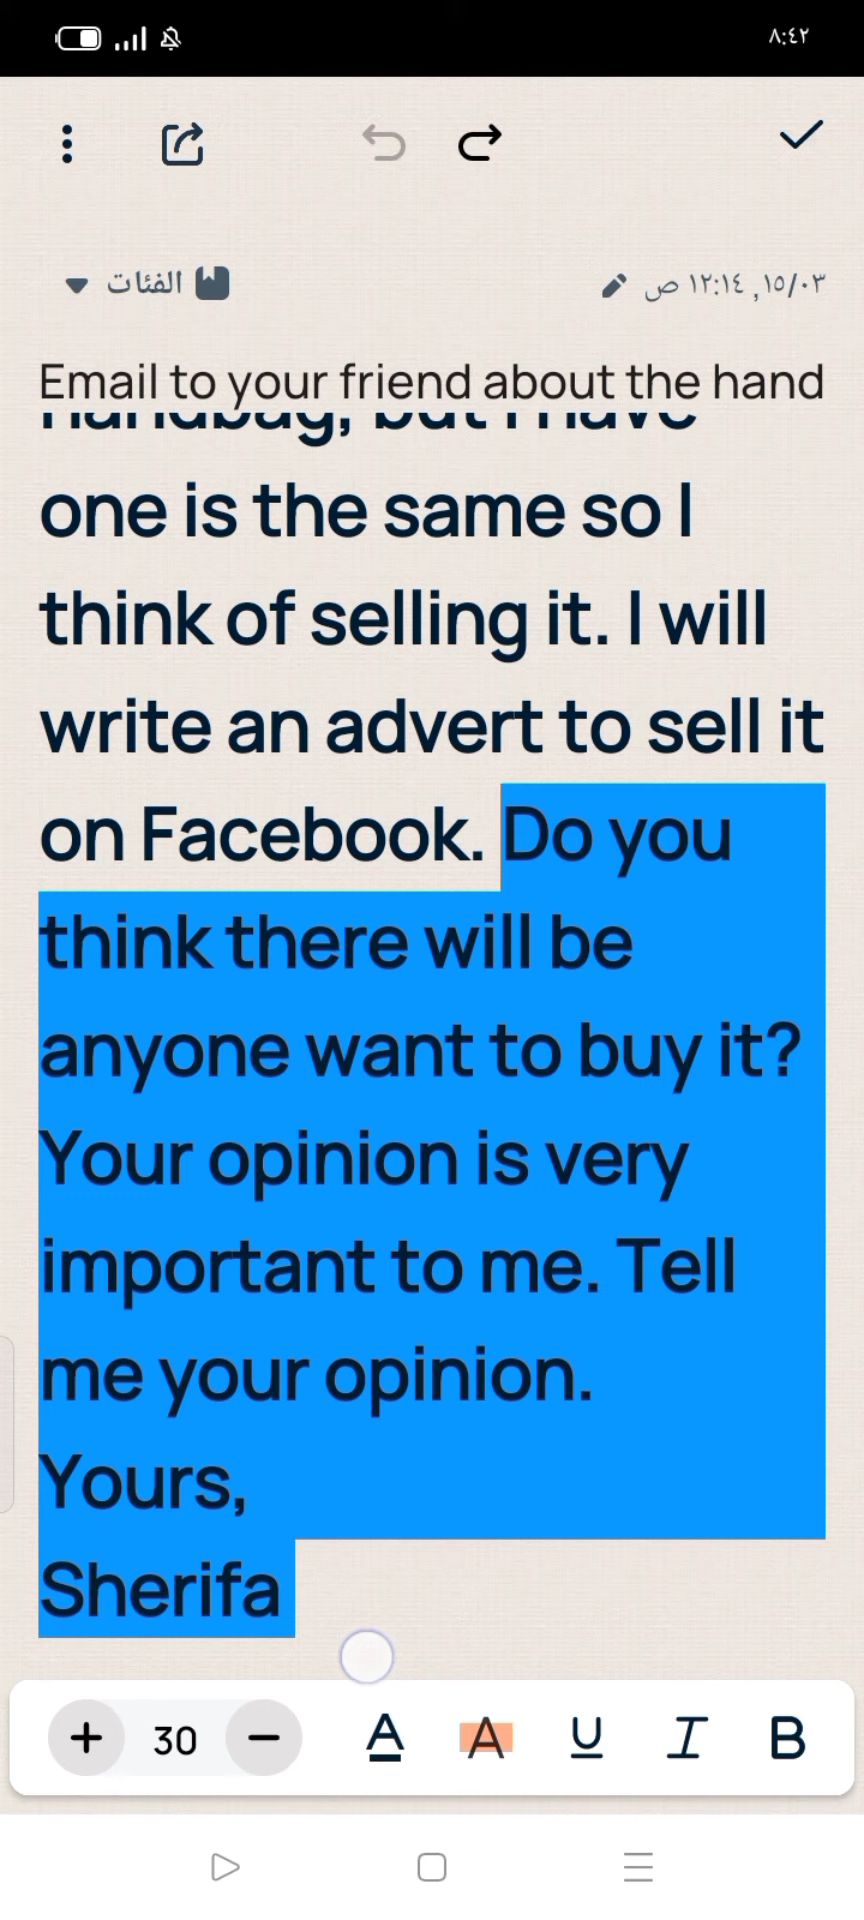 ٨:٤٢
الفئات
١٥/٠٣, ١٢:١٤ ص
Email to your friend about the hand
handbag, but I have
one is the same so I
think of selling it. I will
write an advert to sell it
on Facebook. Do you
think there will be
anyone want to buy it?
Your opinion is very
important to me. Tell
me your opinion.
Yours,
Sherifa
+ 30 − A A U I B